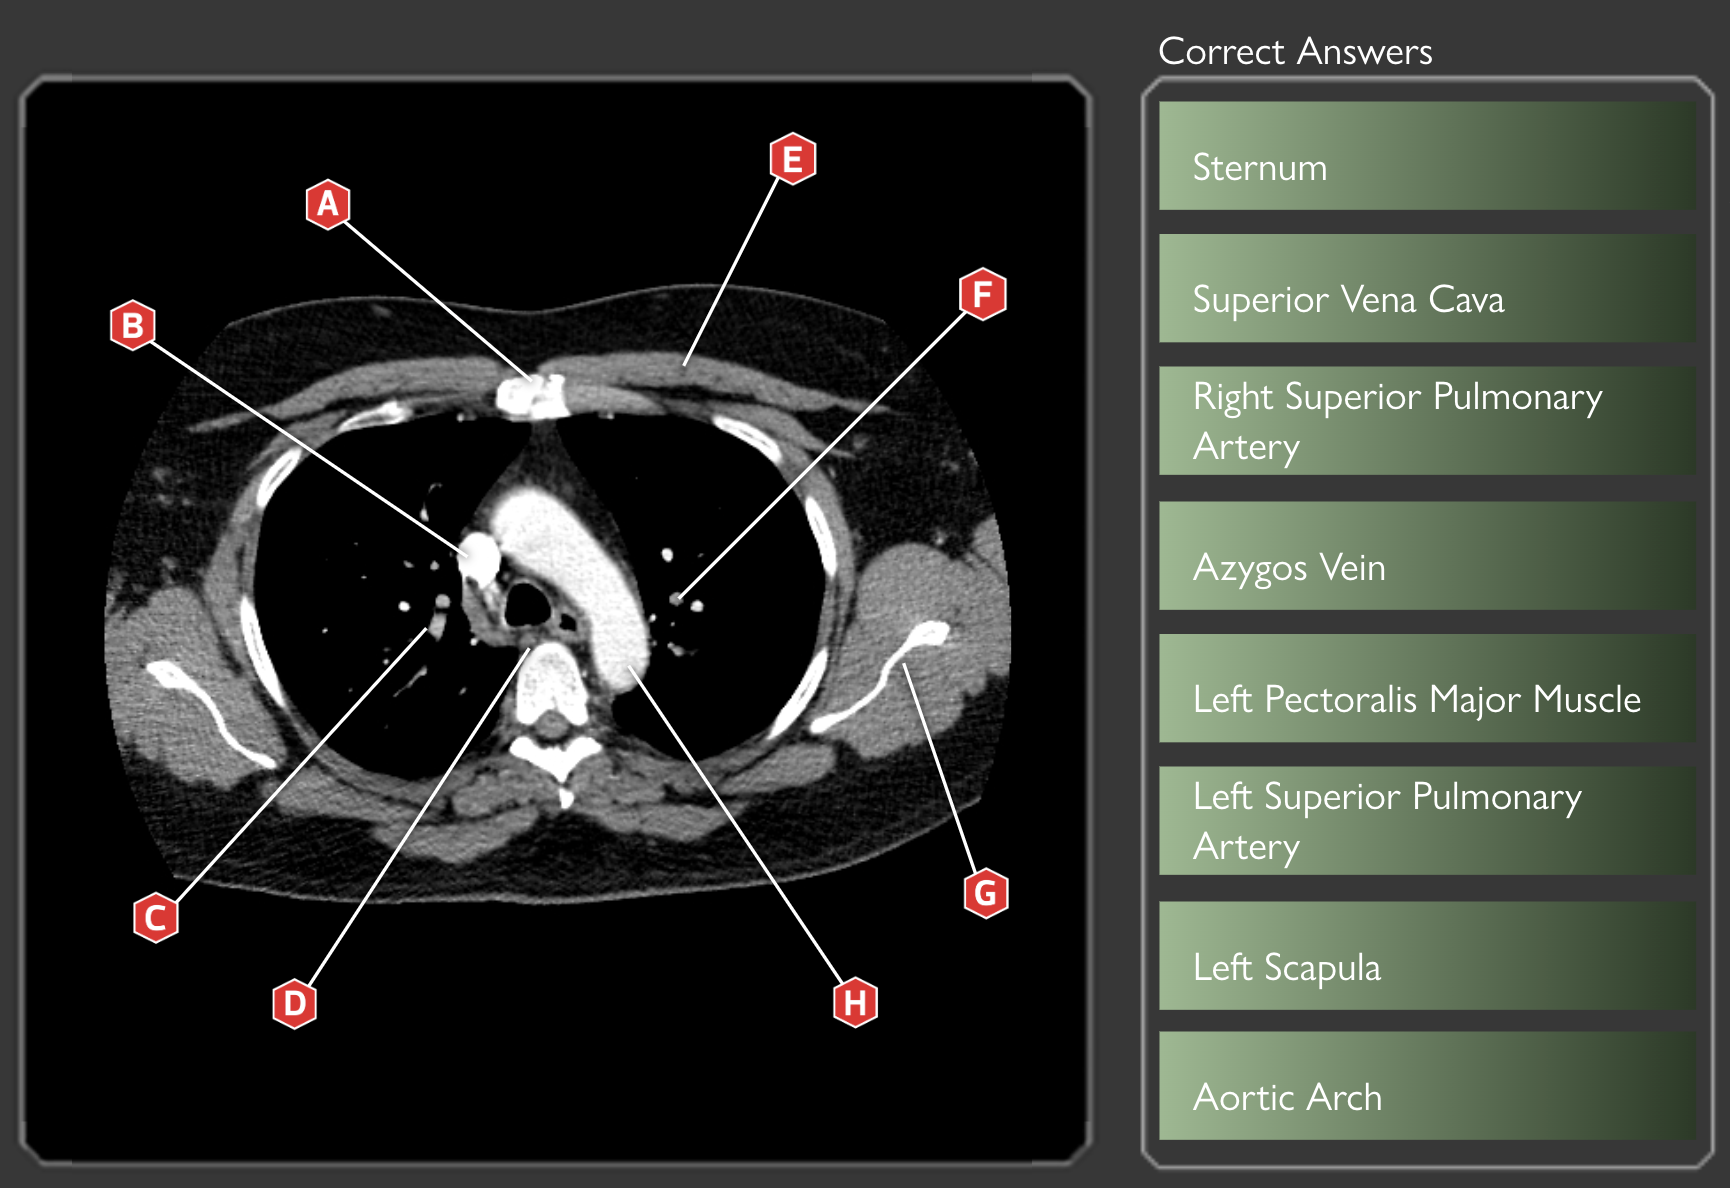 Correct Answers
A
B
C
D
E
F
G
H
Sternum
Superior Vena Cava
Right Superior Pulmonary
Artery
Azygos Vein
Left Pectoralis Major Muscle
Left Superior Pulmonary
Artery
Left Scapula
Aortic Arch